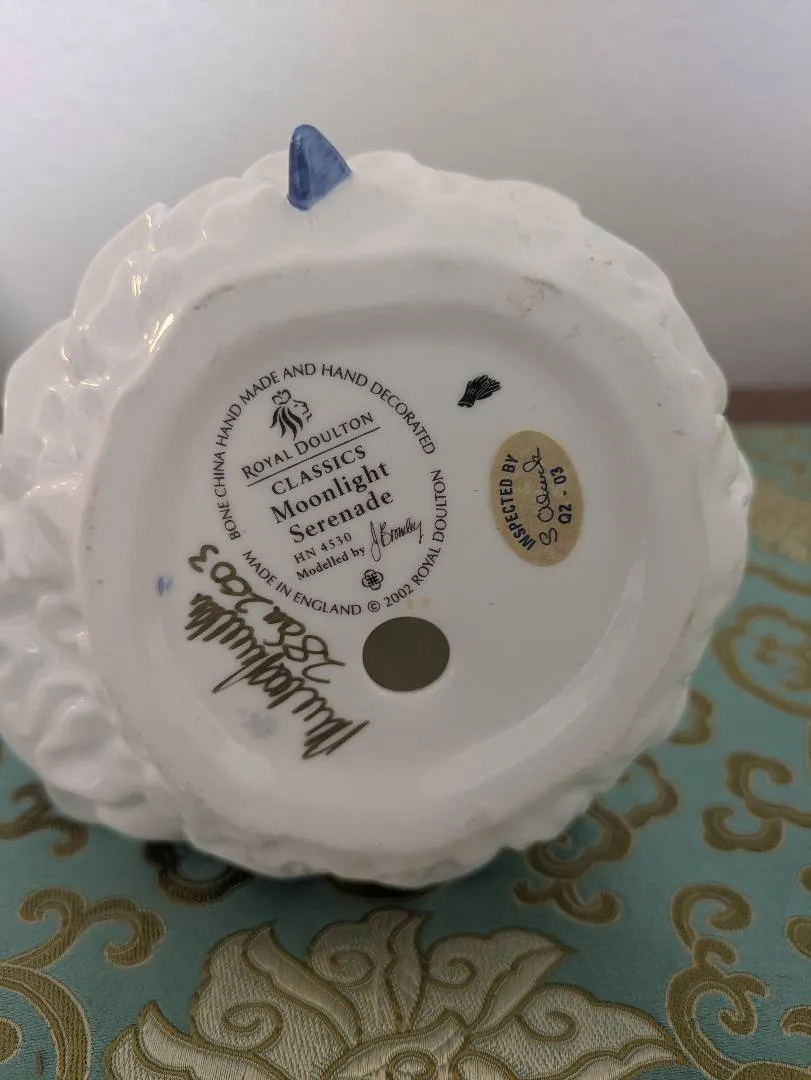 BONE CHINA HAND MADE AND HAND DECORATED
ROYAL DOULTON
CLASSICS
Moonlight
Serenade
HN 4530
Modelled by J Bromley
MADE IN ENGLAND © 2002 ROYAL DOULTON
INSPECTED BY
Q2 - 03
2003